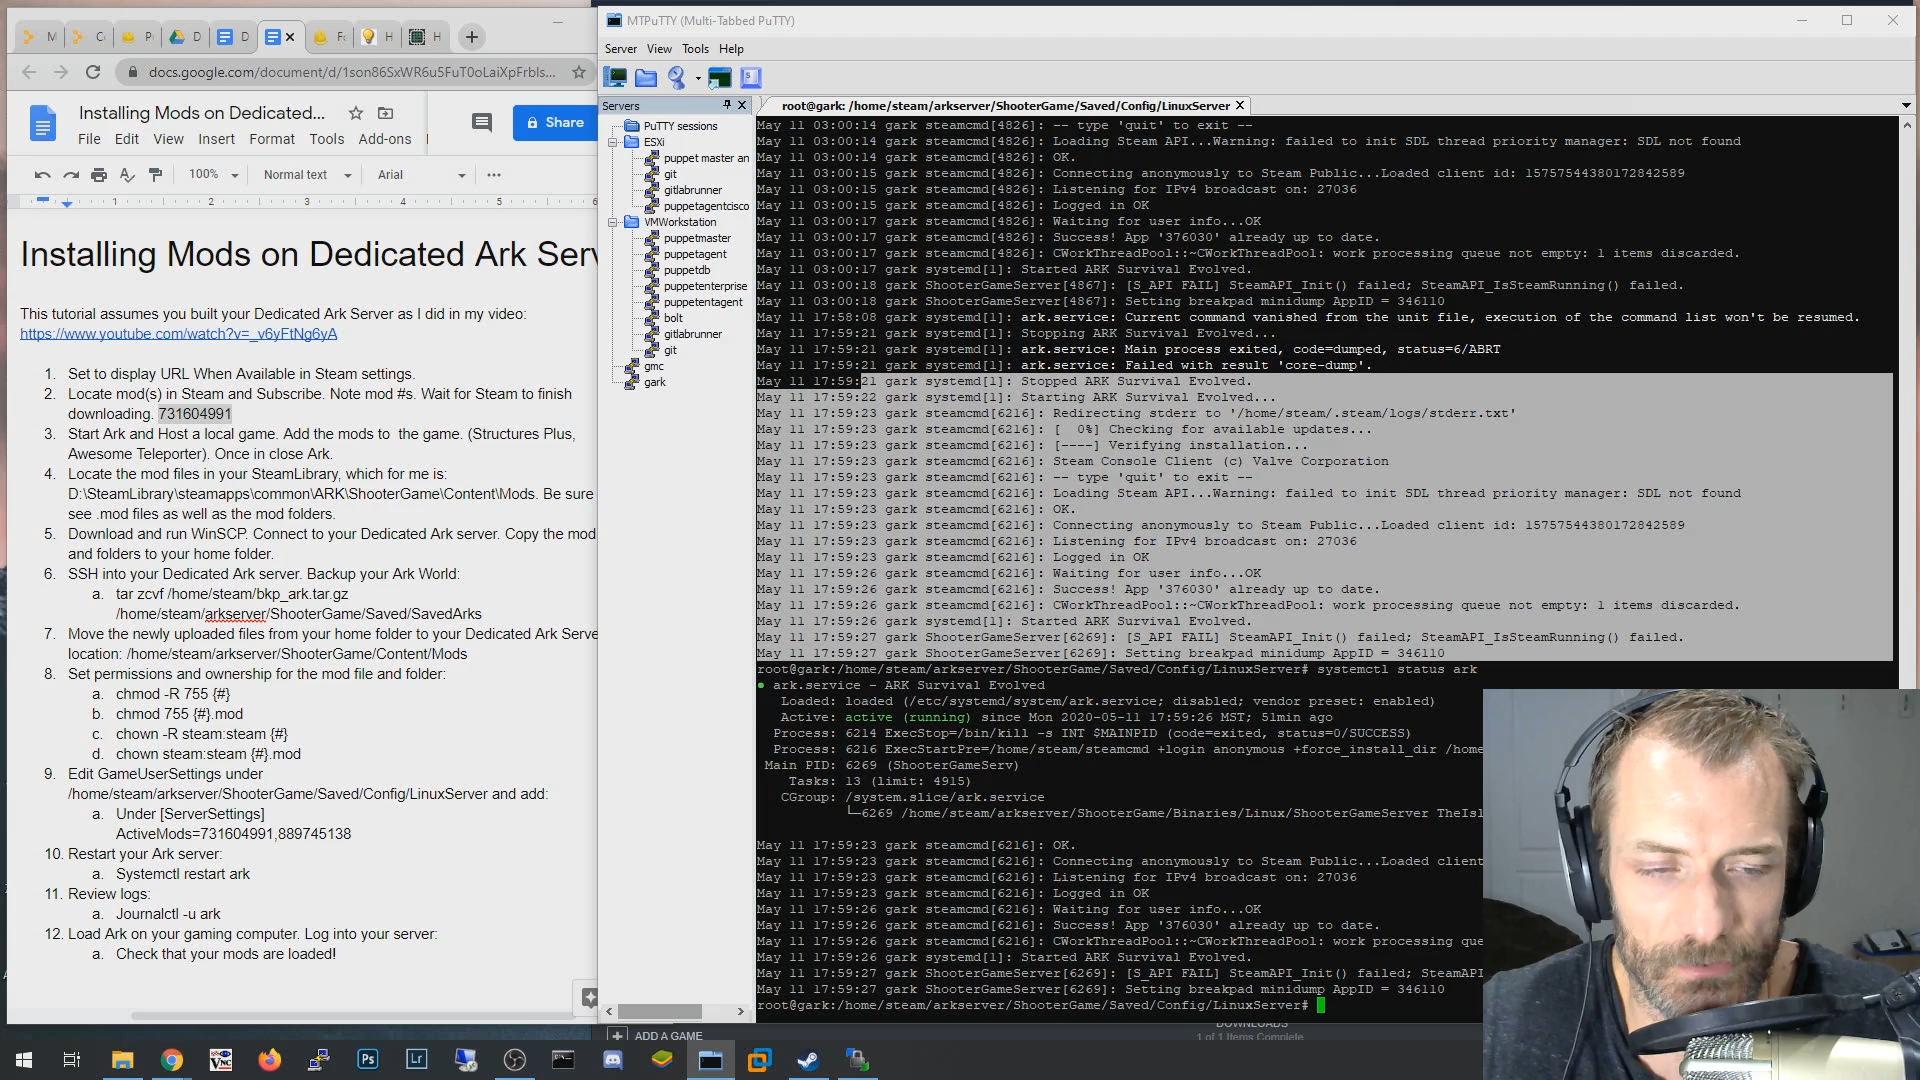 M
C
P
D
D
F
H
H
docs.google.com/document/d/1son86SxWR6u5FuT0oLaiXpFrbls...
Installing Mods on Dedicated...
File Edit View Insert Format Tools Add-ons
Share
100% Normal text Arial
1 2 3 4 5 6
Installing Mods on Dedicated Ark Serv
This tutorial assumes you built your Dedicated Ark Server as I did in my video:
https://www.youtube.com/watch?v=_v6yFtNg6yA
1. Set to display URL When Available in Steam settings.
2. Locate mod(s) in Steam and Subscribe. Note mod #s. Wait for Steam to finish
downloading. 731604991
3. Start Ark and Host a local game. Add the mods to the game. (Structures Plus,
Awesome Teleporter). Once in close Ark.
4. Locate the mod files in your SteamLibrary, which for me is:
D:\SteamLibrary\steamapps\common\ARK\ShooterGame\Content\Mods. Be sure
see .mod files as well as the mod folders.
5. Download and run WinSCP. Connect to your Dedicated Ark server. Copy the mod
and folders to your home folder.
6. SSH into your Dedicated Ark server. Backup your Ark World:
a. tar zcvf /home/steam/bkp_ark.tar.gz
/home/steam/arkserver/ShooterGame/Saved/SavedArks
7. Move the newly uploaded files from your home folder to your Dedicated Ark Serve
location: /home/steam/arkserver/ShooterGame/Content/Mods
8. Set permissions and ownership for the mod file and folder:
a. chmod -R 755 {#}
b. chmod 755 {#}.mod
c. chown -R steam:steam {#}
d. chown steam:steam {#}.mod
9. Edit GameUserSettings under
/home/steam/arkserver/ShooterGame/Saved/Config/LinuxServer and add:
a. Under [ServerSettings]
ActiveMods=731604991,889745138
10. Restart your Ark server:
a. Systemctl restart ark
11. Review logs:
a. Journalctl -u ark
12. Load Ark on your gaming computer. Log into your server:
a. Check that your mods are loaded!
MTPuTTY (Multi-Tabbed PuTTY)
Server View Tools Help
Servers
PuTTY sessions
ESXi
puppet master an
git
gitlabrunner
puppetagentcisco
VMWorkstation
puppetmaster
puppetagent
puppetdb
puppetenterprise
puppetentagent
bolt
gitlabrunner
git
gmc
gark
root@gark: /home/steam/arkserver/ShooterGame/Saved/Config/LinuxServer
May 11 03:00:14 gark steamcmd[4826]: -- type 'quit' to exit --
May 11 03:00:14 gark steamcmd[4826]: Loading Steam API...Warning: failed to init SDL thread priority manager: SDL not found
May 11 03:00:14 gark steamcmd[4826]: OK.
May 11 03:00:15 gark steamcmd[4826]: Connecting anonymously to Steam Public...Loaded client id: 15757544380172842589
May 11 03:00:15 gark steamcmd[4826]: Listening for IPv4 broadcast on: 27036
May 11 03:00:15 gark steamcmd[4826]: Logged in OK
May 11 03:00:17 gark steamcmd[4826]: Waiting for user info...OK
May 11 03:00:17 gark steamcmd[4826]: Success! App '376030' already up to date.
May 11 03:00:17 gark steamcmd[4826]: CWorkThreadPool::~CWorkThreadPool: work processing queue not empty: 1 items discarded.
May 11 03:00:17 gark systemd[1]: Started ARK Survival Evolved.
May 11 03:00:18 gark ShooterGameServer[4867]: [S_API FAIL] SteamAPI_Init() failed; SteamAPI_IsSteamRunning() failed.
May 11 03:00:18 gark ShooterGameServer[4867]: Setting breakpad minidump AppID = 346110
May 11 17:58:08 gark systemd[1]: ark.service: Current command vanished from the unit file, execution of the command list won't be resumed.
May 11 17:59:21 gark systemd[1]: Stopping ARK Survival Evolved...
May 11 17:59:21 gark systemd[1]: ark.service: Main process exited, code=dumped, status=6/ABRT
May 11 17:59:21 gark systemd[1]: ark.service: Failed with result 'core-dump'.
May 11 17:59:21 gark systemd[1]: Stopped ARK Survival Evolved.
May 11 17:59:22 gark systemd[1]: Starting ARK Survival Evolved...
May 11 17:59:23 gark steamcmd[6216]: Redirecting stderr to '/home/steam/.steam/logs/stderr.txt'
May 11 17:59:23 gark steamcmd[6216]: [  0%] Checking for available updates...
May 11 17:59:23 gark steamcmd[6216]: [----] Verifying installation...
May 11 17:59:23 gark steamcmd[6216]: Steam Console Client (c) Valve Corporation
May 11 17:59:23 gark steamcmd[6216]: -- type 'quit' to exit --
May 11 17:59:23 gark steamcmd[6216]: Loading Steam API...Warning: failed to init SDL thread priority manager: SDL not found
May 11 17:59:23 gark steamcmd[6216]: OK.
May 11 17:59:23 gark steamcmd[6216]: Connecting anonymously to Steam Public...Loaded client id: 15757544380172842589
May 11 17:59:23 gark steamcmd[6216]: Listening for IPv4 broadcast on: 27036
May 11 17:59:23 gark steamcmd[6216]: Logged in OK
May 11 17:59:26 gark steamcmd[6216]: Waiting for user info...OK
May 11 17:59:26 gark steamcmd[6216]: Success! App '376030' already up to date.
May 11 17:59:26 gark steamcmd[6216]: CWorkThreadPool::~CWorkThreadPool: work processing queue not empty: 1 items discarded.
May 11 17:59:26 gark systemd[1]: Started ARK Survival Evolved.
May 11 17:59:27 gark ShooterGameServer[6269]: [S_API FAIL] SteamAPI_Init() failed; SteamAPI_IsSteamRunning() failed.
May 11 17:59:27 gark ShooterGameServer[6269]: Setting breakpad minidump AppID = 346110
root@gark:/home/steam/arkserver/ShooterGame/Saved/Config/LinuxServer# systemctl status ark
● ark.service - ARK Survival Evolved
Loaded: loaded (/etc/systemd/system/ark.service; disabled; vendor preset: enabled)
Active: active (running) since Mon 2020-05-11 17:59:26 MST; 51min ago
Process: 6214 ExecStop=/bin/kill -s INT $MAINPID (code=exited, status=0/SUCCESS)
Process: 6216 ExecStartPre=/home/steam/steamcmd +login anonymous +force_install_dir /home
Main PID: 6269 (ShooterGameServ)
Tasks: 13 (limit: 4915)
CGroup: /system.slice/ark.service
└─6269 /home/steam/arkserver/ShooterGame/Binaries/Linux/ShooterGameServer TheIsl
May 11 17:59:23 gark steamcmd[6216]: OK.
May 11 17:59:23 gark steamcmd[6216]: Connecting anonymously to Steam Public...Loaded client
May 11 17:59:23 gark steamcmd[6216]: Listening for IPv4 broadcast on: 27036
May 11 17:59:23 gark steamcmd[6216]: Logged in OK
May 11 17:59:26 gark steamcmd[6216]: Waiting for user info...OK
May 11 17:59:26 gark steamcmd[6216]: Success! App '376030' already up to date.
May 11 17:59:26 gark steamcmd[6216]: CWorkThreadPool::~CWorkThreadPool: work processing que
May 11 17:59:26 gark systemd[1]: Started ARK Survival Evolved.
May 11 17:59:27 gark ShooterGameServer[6269]: [S_API FAIL] SteamAPI_Init() failed; SteamAPI
May 11 17:59:27 gark ShooterGameServer[6269]: Setting breakpad minidump AppID = 346110
root@gark:/home/steam/arkserver/ShooterGame/Saved/Config/LinuxServer#
ADD A GAME
DOWNLOADS
1 of 1 Items Complete
VNC
Ps
Lr